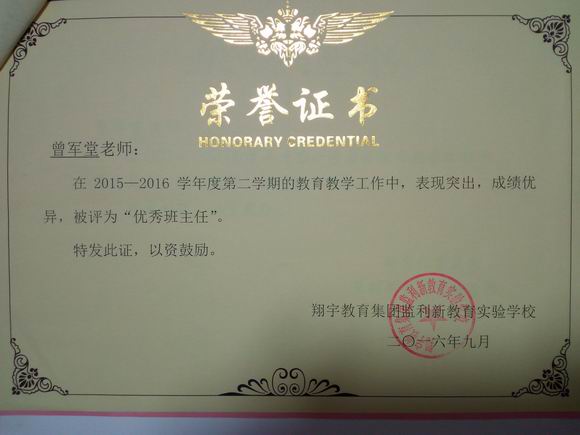 荣誉证书
HONORARY CREDENTIAL
曾军堂老师：
在 2015—2016 学年度第二学期的教育教学工作中，表现突出，成绩优
异，被评为“优秀班主任”。
特发此证，以资鼓励。
翔宇教育集团监利新教育实验学校
二〇一六年九月